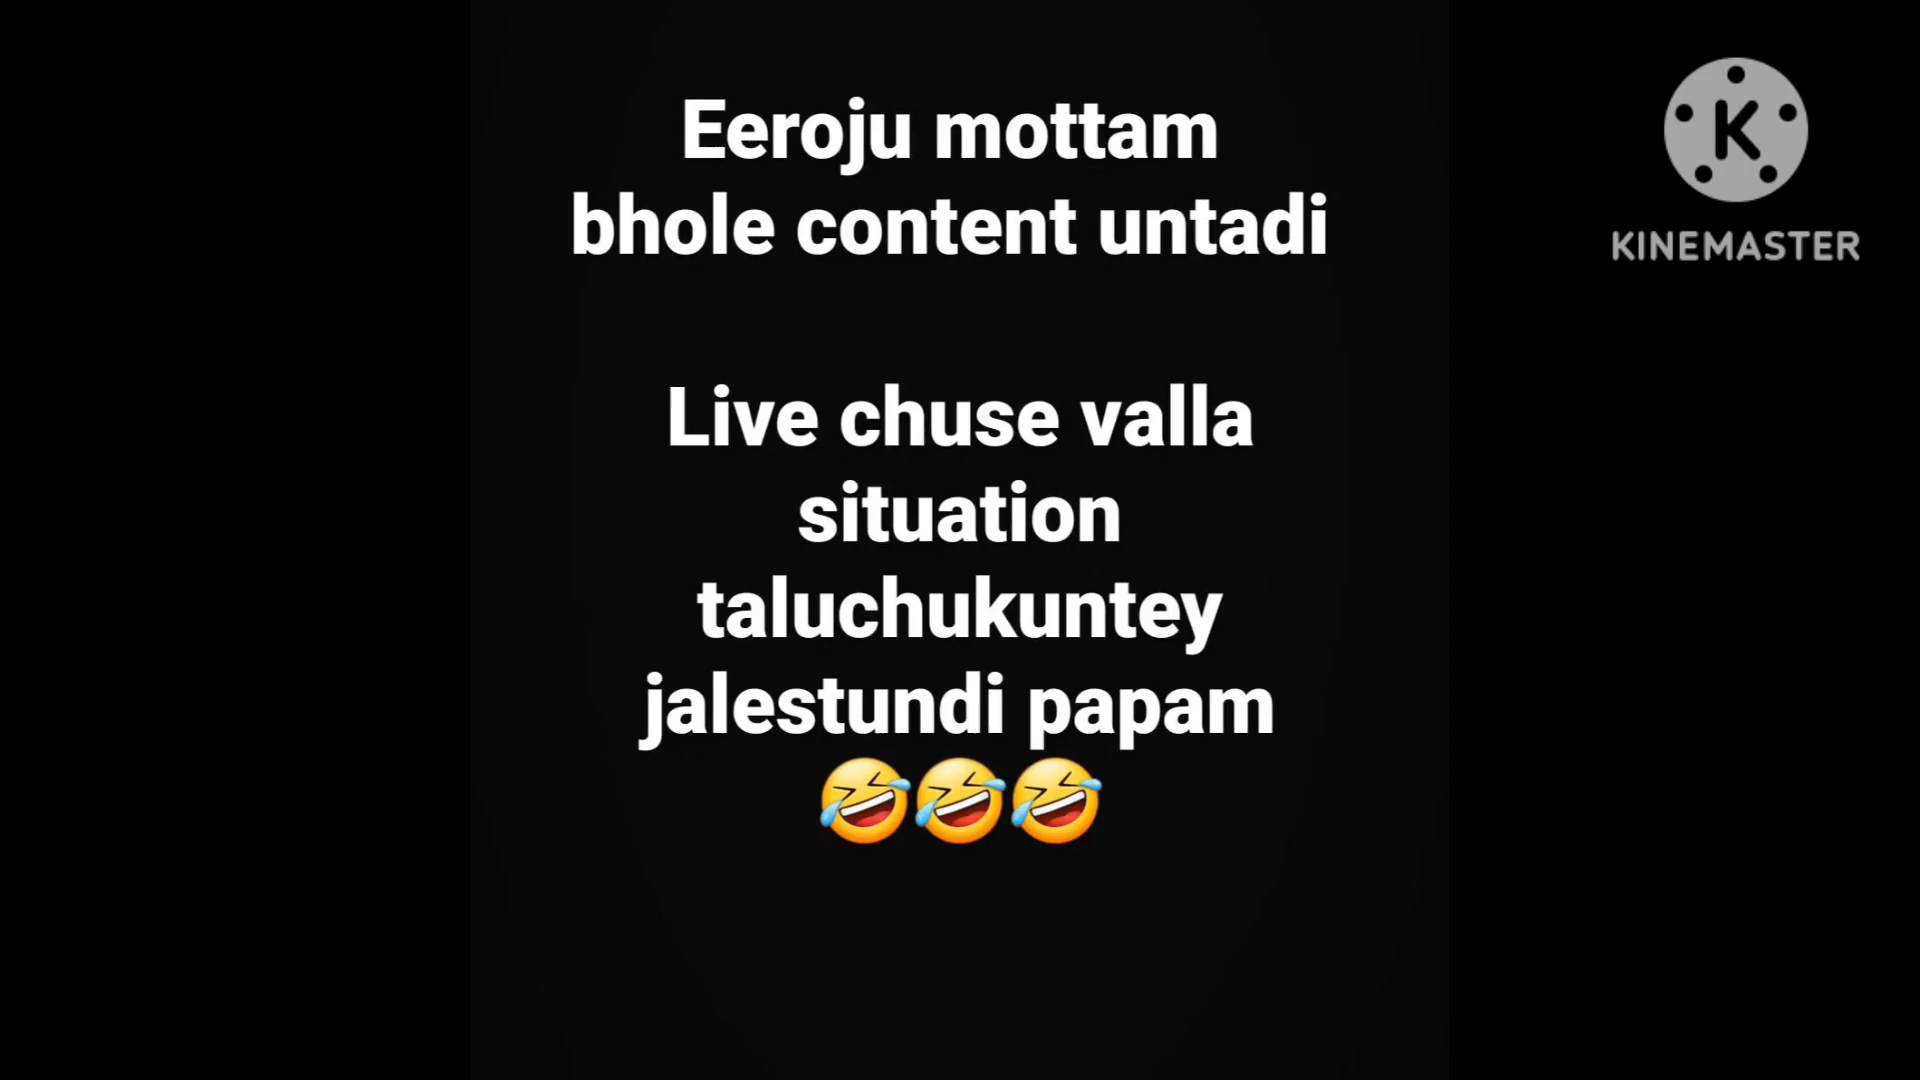 Eeroju mottam
bhole content untadi
Live chuse valla
situation
taluchukuntey
jalestundi papam
🤣🤣🤣
K
KINEMASTER